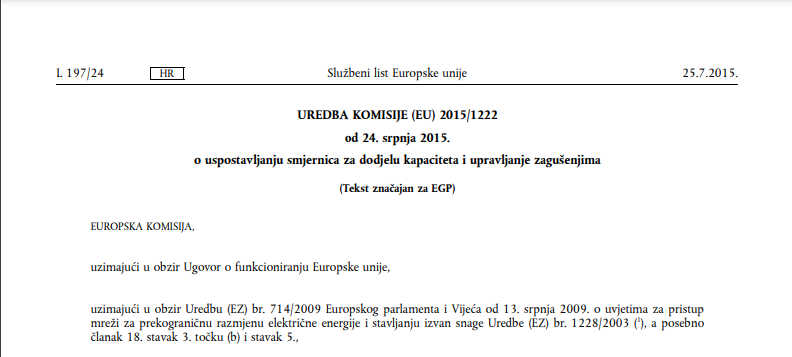 L 197/24 HR Službeni list Europske unije 25.7.2015.
UREDBA KOMISIJE (EU) 2015/1222
od 24. srpnja 2015.
o uspostavljanju smjernica za dodjelu kapaciteta i upravljanje zagušenjima
(Tekst značajan za EGP)
EUROPSKA KOMISIJA,
uzimajući u obzir Ugovor o funkcioniranju Europske unije,
uzimajući u obzir Uredbu (EZ) br. 714/2009 Europskog parlamenta i Vijeća od 13. srpnja 2009. o uvjetima za pristup
mreži za prekograničnu razmjenu električne energije i stavljanju izvan snage Uredbe (EZ) br. 1228/2003 (¹), a posebno
članak 18. stavak 3. točku (b) i stavak 5.,